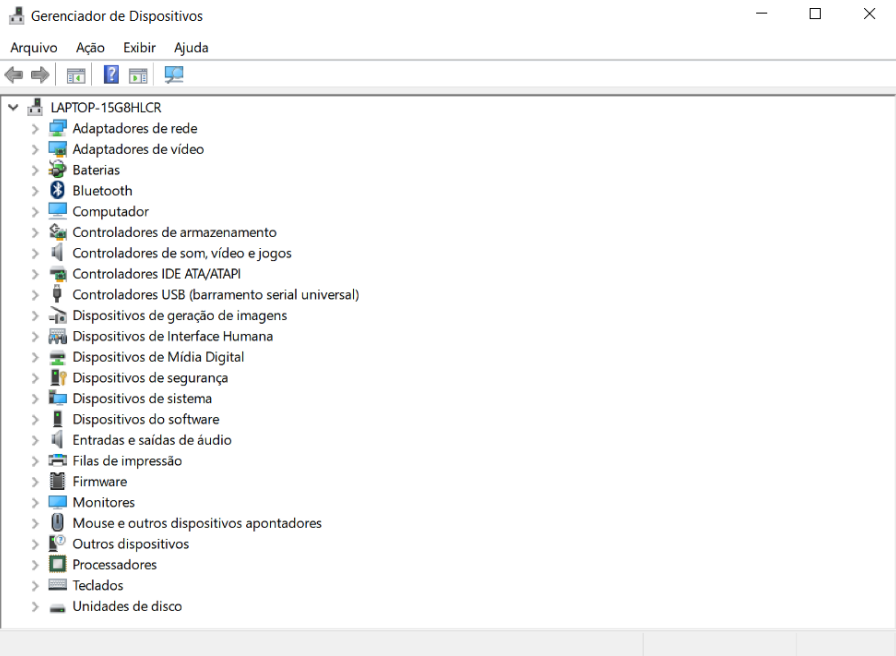 Gerenciador de Dispositivos
Arquivo Ação Exibir Ajuda
LAPTOP-15G8HLCR
Adaptadores de rede
Adaptadores de vídeo
Baterias
Bluetooth
Computador
Controladores de armazenamento
Controladores de som, vídeo e jogos
Controladores IDE ATA/ATAPI
Controladores USB (barramento serial universal)
Dispositivos de geração de imagens
Dispositivos de Interface Humana
Dispositivos de Mídia Digital
Dispositivos de segurança
Dispositivos de sistema
Dispositivos do software
Entradas e saídas de áudio
Filas de impressão
Firmware
Monitores
Mouse e outros dispositivos apontadores
Outros dispositivos
Processadores
Teclados
Unidades de disco